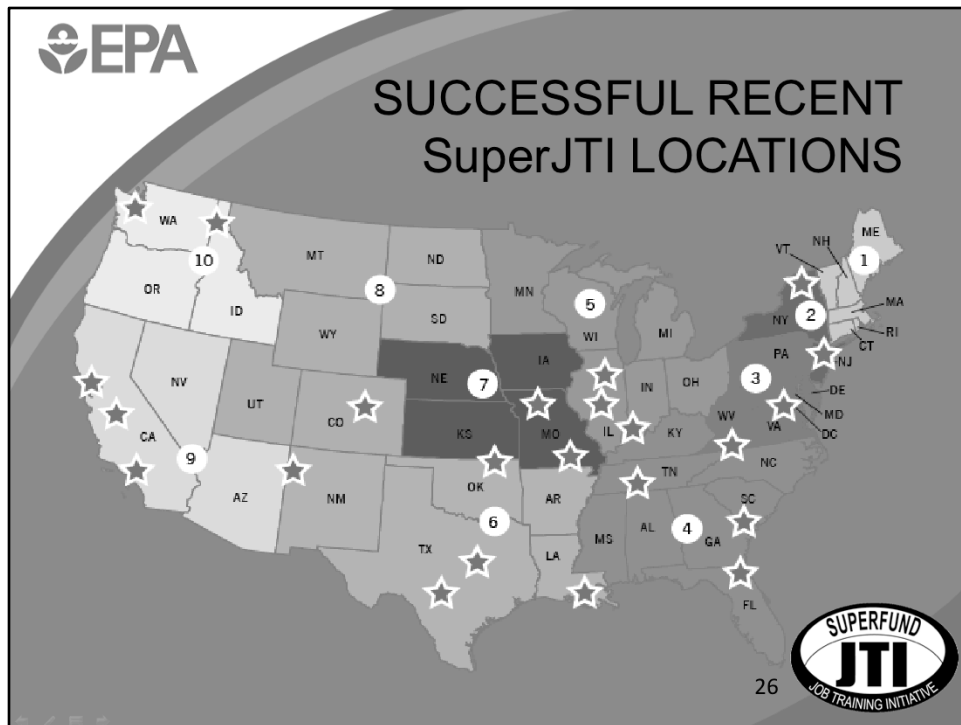 EPA
SUCCESSFUL RECENT
SuperJTI LOCATIONS
WA
MT
ND
MN
VT
NH
ME
1
10
OR
ID
8
SD
WY
5
WI
MI
NY
2
MA
RI
CT
NV
UT
CO
NE
7
IA
KS
MO
IL
IN
OH
PA
NJ
3
WV
VA
DE
MD
DC
KY
CA
9
AZ
NM
OK
6
AR
TN
NC
SC
TX
LA
MS
AL
4
GA
FL
SUPERFUND
JTI
JOB TRAINING INITIATIVE
26